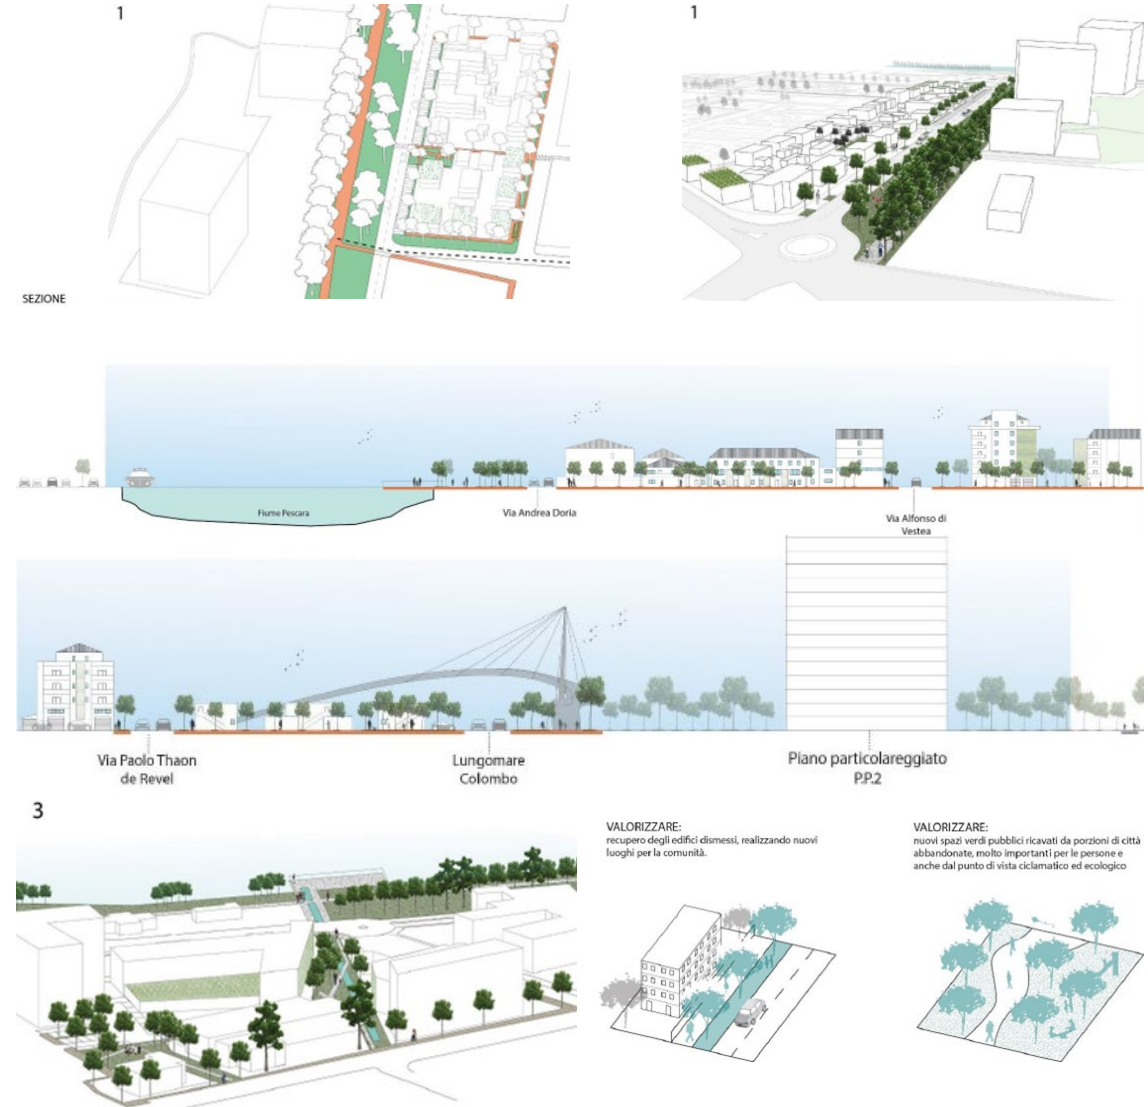 1
1
SEZIONE
Fiume Pescara
Via Andrea Doria
Via Alfonso di
Vestea
Via Paolo Thaon
de Revel
Lungomare
Colombo
Piano particolareggiato
P.P.2
3
VALORIZZARE:
recupero degli edifici dismessi, realizzando nuovi
luoghi per la comunità.
VALORIZZARE:
nuovi spazi verdi pubblici ricavati da porzioni di città
abbandonate, molto importanti per le persone e
anche dal punto di vista ciclamatico ed ecologico